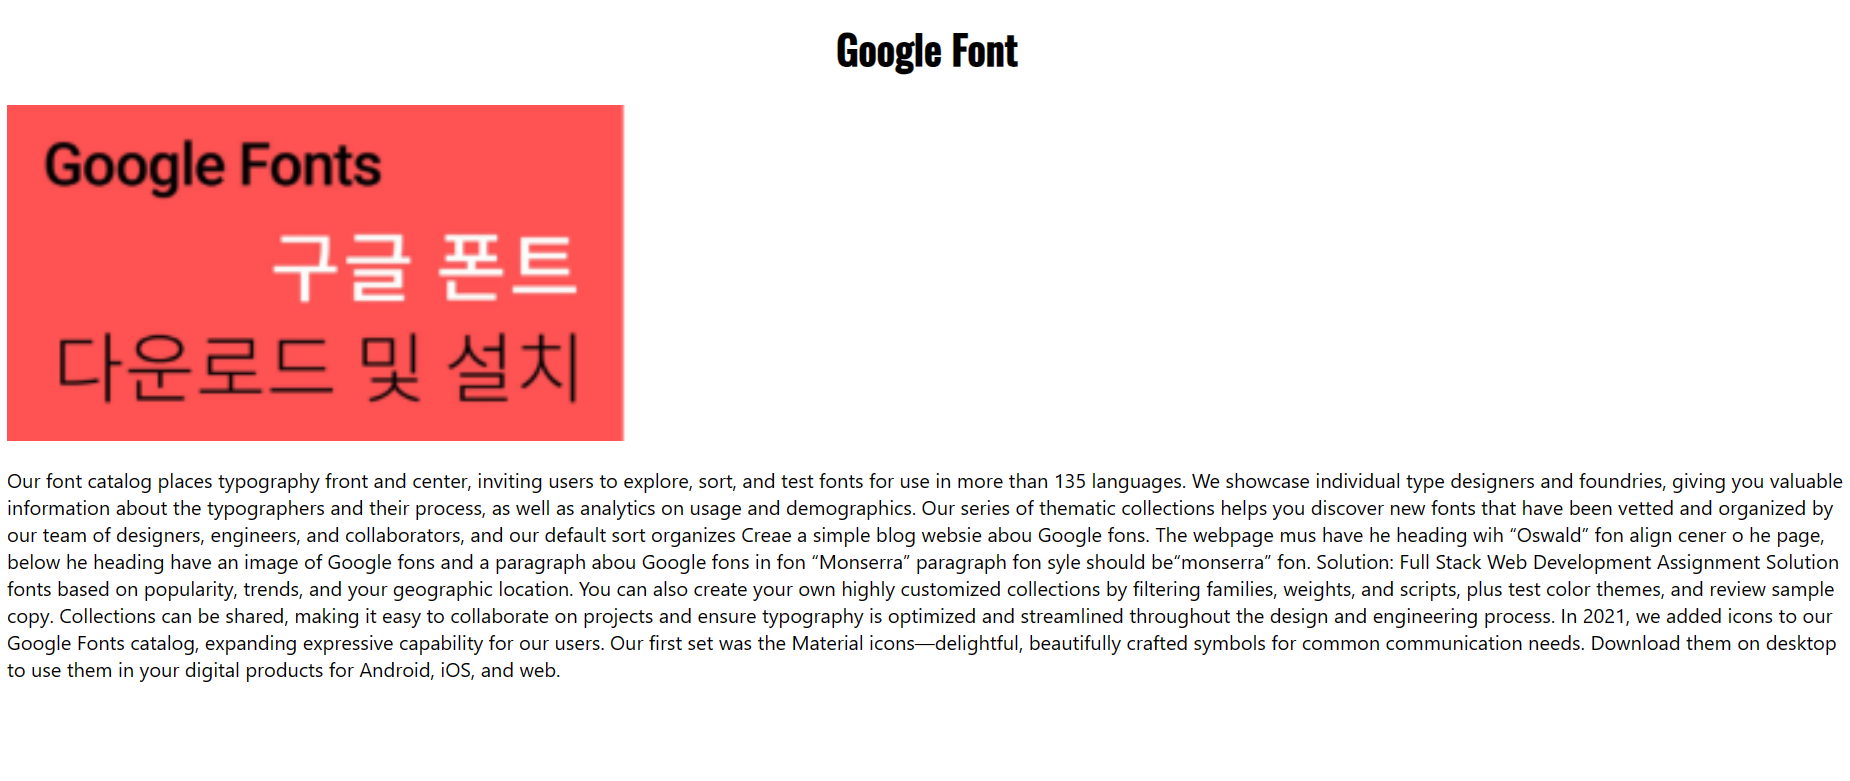 Google Font
Google Fonts
구글 폰트
다운로드 및 설치
Our font catalog places typography front and center, inviting users to explore, sort, and test fonts for use in more than 135 languages. We showcase individual type designers and foundries, giving you valuable
information about the typographers and their process, as well as analytics on usage and demographics. Our series of thematic collections helps you discover new fonts that have been vetted and organized by
our team of designers, engineers, and collaborators, and our default sort organizes Creae a simple blog websie abou Google fons. The webpage mus have he heading wih “Oswald” fon align cener o he page,
below he heading have an image of Google fons and a paragraph abou Google fons in fon “Monserra” paragraph fon syle should be“monserra” fon. Solution: Full Stack Web Development Assignment Solution
fonts based on popularity, trends, and your geographic location. You can also create your own highly customized collections by filtering families, weights, and scripts, plus test color themes, and review sample
copy. Collections can be shared, making it easy to collaborate on projects and ensure typography is optimized and streamlined throughout the design and engineering process. In 2021, we added icons to our
Google Fonts catalog, expanding expressive capability for our users. Our first set was the Material icons—delightful, beautifully crafted symbols for common communication needs. Download them on desktop
to use them in your digital products for Android, iOS, and web.